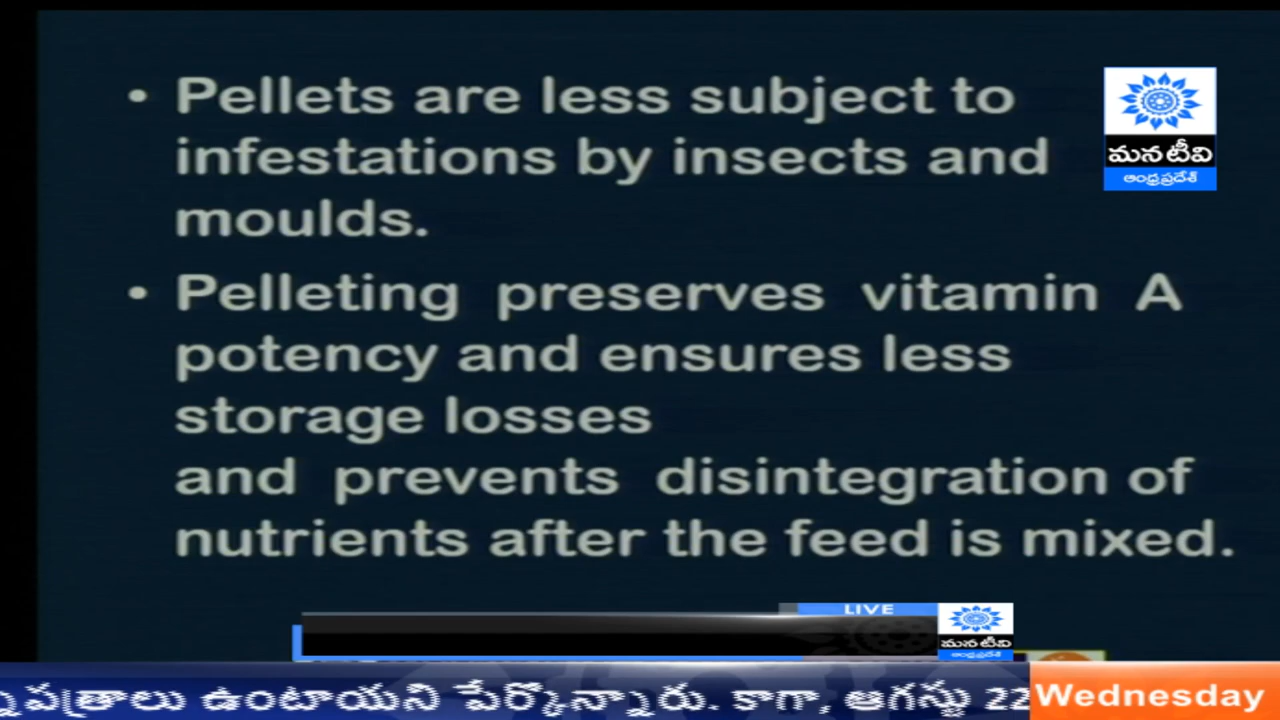 • Pellets are less subject to
infestations by insects and
moulds.
• Pelleting preserves vitamin A
potency and ensures less
storage losses
and prevents disintegration of
nutrients after the feed is mixed.
మన టీవి
ఆంధ్రప్రదేశ్
LIVE
మన టీవి
ఆంధ్రప్రదేశ్
ఉంటాయని పేర్కొన్నారు. కాగా, ఆగస్టు 22
Wednesday